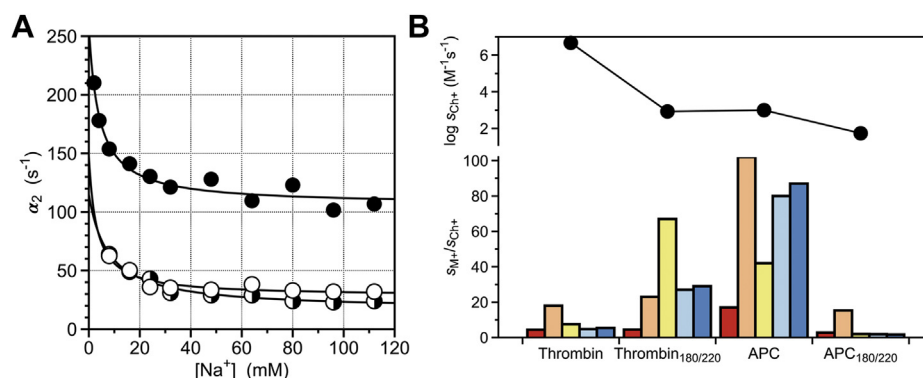 A
250
200
150
100
50
0
α2 (s-1)
0 20 40 60 80 100 120
[Na+] (mM)
B
6
4
2
log sCh+ (M-1s-1)
100
80
60
40
20
0
sM+/sCh+
Thrombin Thrombin180/220 APC APC180/220